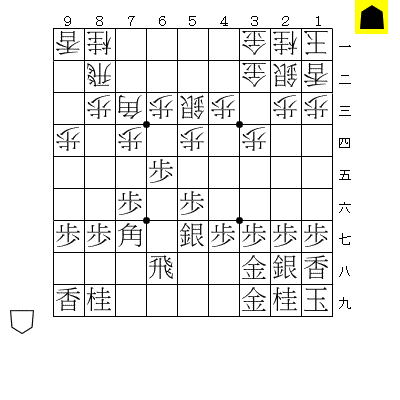 ９ ８ ７ ６ ５ ４ ３ ２ １
香 桂 金 桂 王 一
飛 金 銀 香 二
歩 角 歩 銀 歩 歩 歩 三
歩 歩 歩 歩 四
歩 五
歩 歩 六
歩 歩 角 銀 歩 歩 歩 歩 七
飛 金 銀 香 八
香 桂 金 桂 玉 九